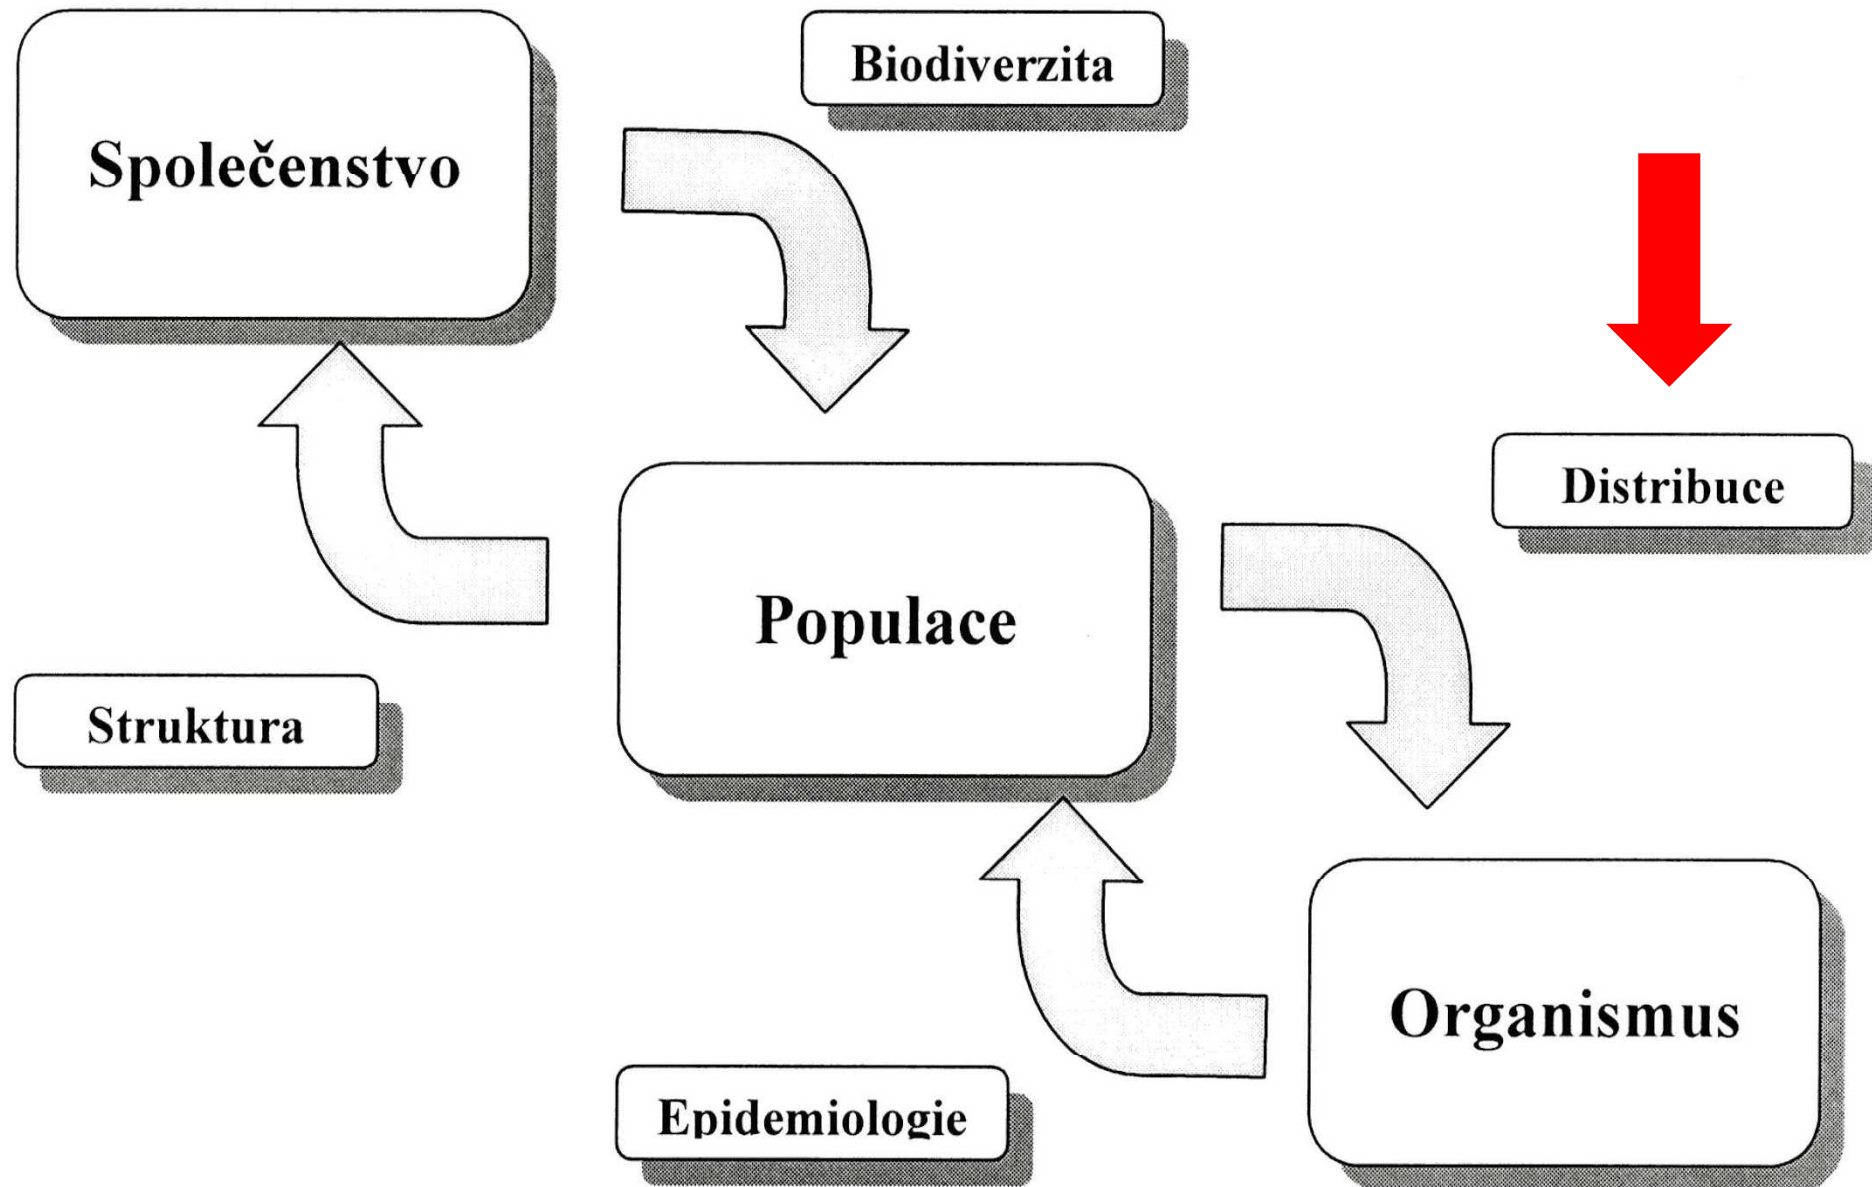 Biodiverzita
Společenstvo
Distribuce
Populace
Struktura
Organismus
Epidemiologie